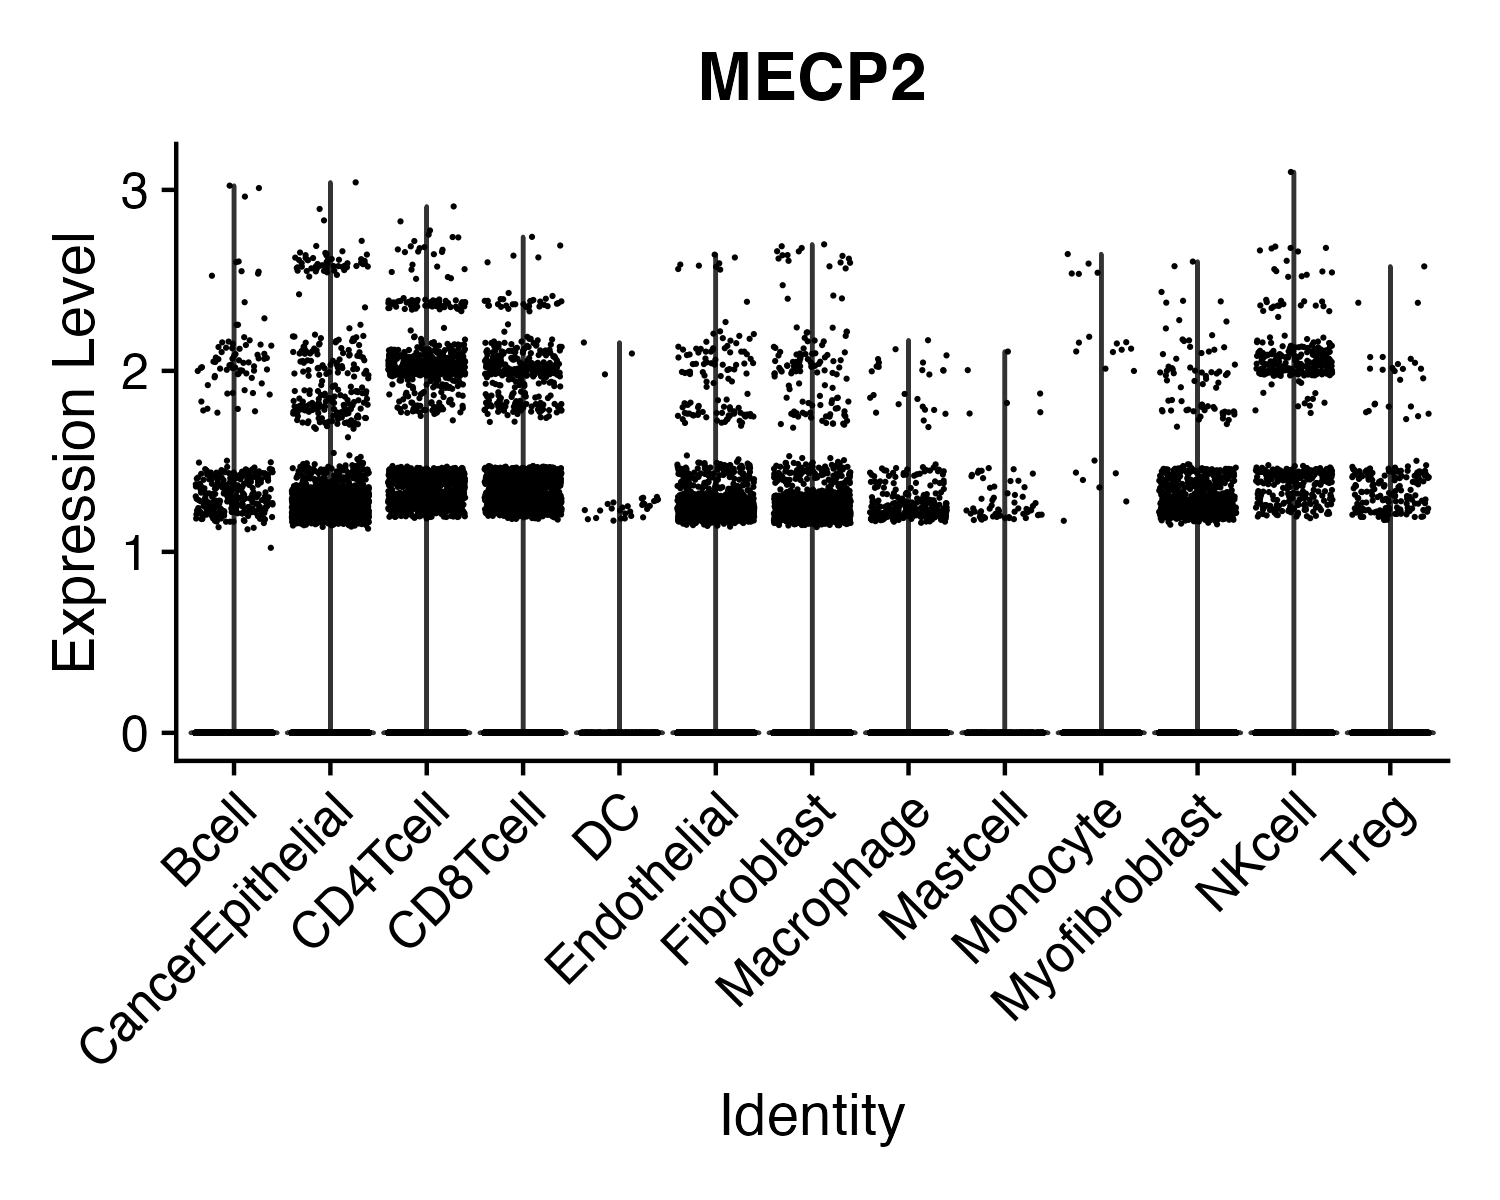 MECP2
Expression Level
3
2
1
0
Bcell
CancerEpithelial
CD4Tcell
CD8Tcell
DC
Endothelial
Fibroblast
Macrophage
Mastcell
Monocyte
Myofibroblast
NKcell
Treg
Identity